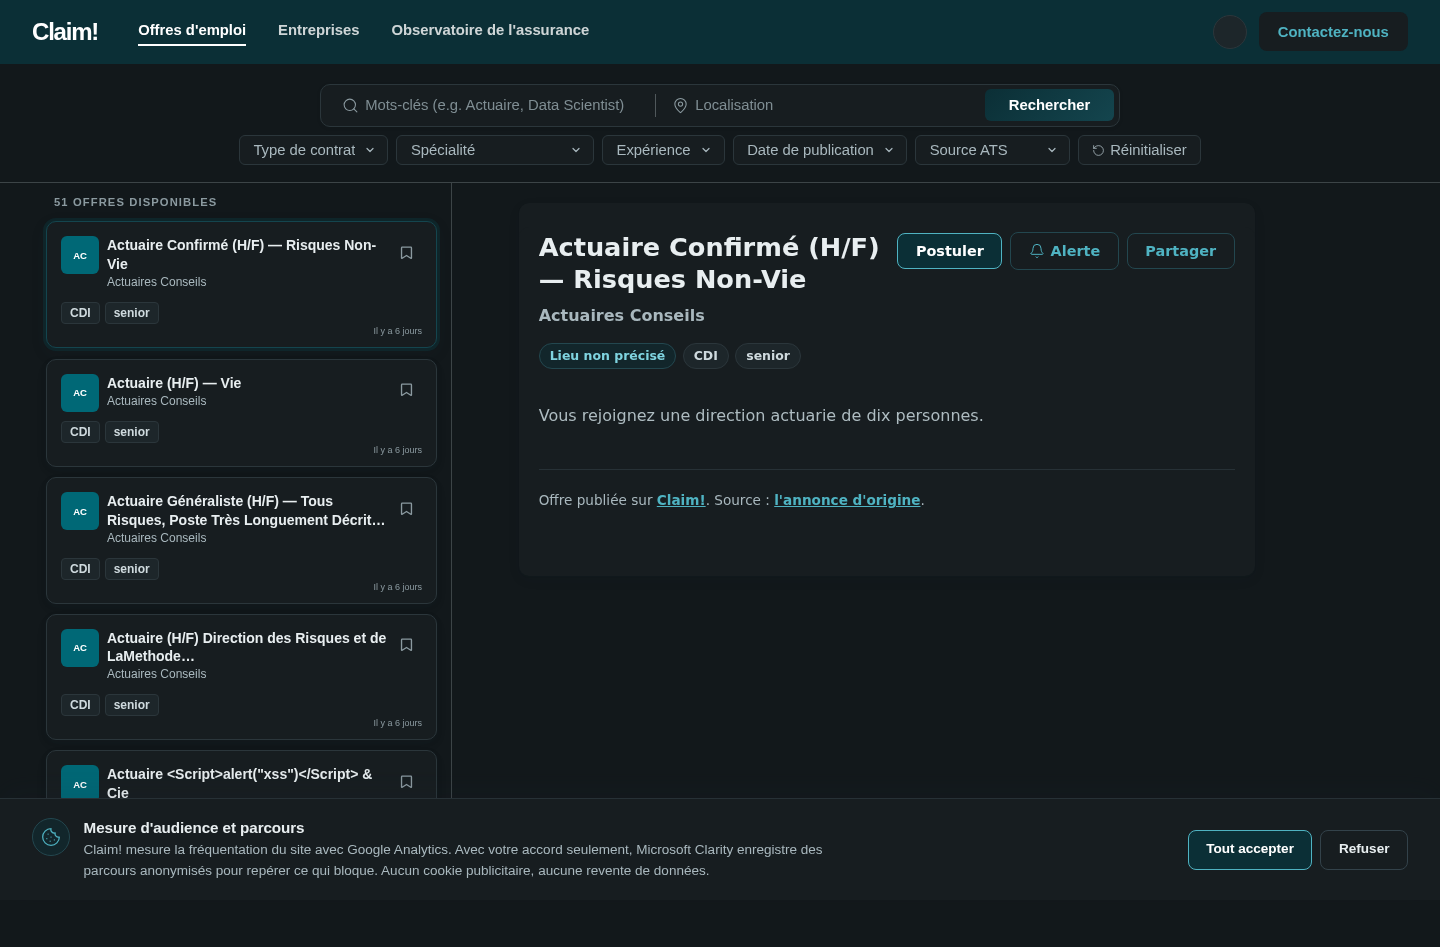 Claim!
Offres d'emploi
Entreprises
Observatoire de l'assurance
Contactez-nous
Mots-clés (e.g. Actuaire, Data Scientist)
Localisation
Rechercher
Type de contrat
Spécialité
Expérience
Date de publication
Source ATS
Réinitialiser
51 OFFRES DISPONIBLES
AC
Actuaire Confirmé (H/F) — Risques Non-
Vie
Actuaires Conseils
CDI
senior
Il y a 6 jours
AC
Actuaire (H/F) — Vie
Actuaires Conseils
CDI
senior
Il y a 6 jours
AC
Actuaire Généraliste (H/F) — Tous
Risques, Poste Très Longuement Décrit…
Actuaires Conseils
CDI
senior
Il y a 6 jours
AC
Actuaire (H/F) Direction des Risques et de
LaMethode…
Actuaires Conseils
CDI
senior
Il y a 6 jours
AC
Actuaire <Script>alert("xss")</Script> &
Cie
Actuaire Confirmé (H/F)
— Risques Non-Vie
Postuler
Alerte
Partager
Actuaires Conseils
Lieu non précisé
CDI
senior
Vous rejoignez une direction actuarie de dix personnes.
Offre publiée sur Claim!. Source : l'annonce d'origine.
Mesure d'audience et parcours
Claim! mesure la fréquentation du site avec Google Analytics. Avec votre accord seulement, Microsoft Clarity enregistre des
parcours anonymisés pour repérer ce qui bloque. Aucun cookie publicitaire, aucune revente de données.
Tout accepter
Refuser